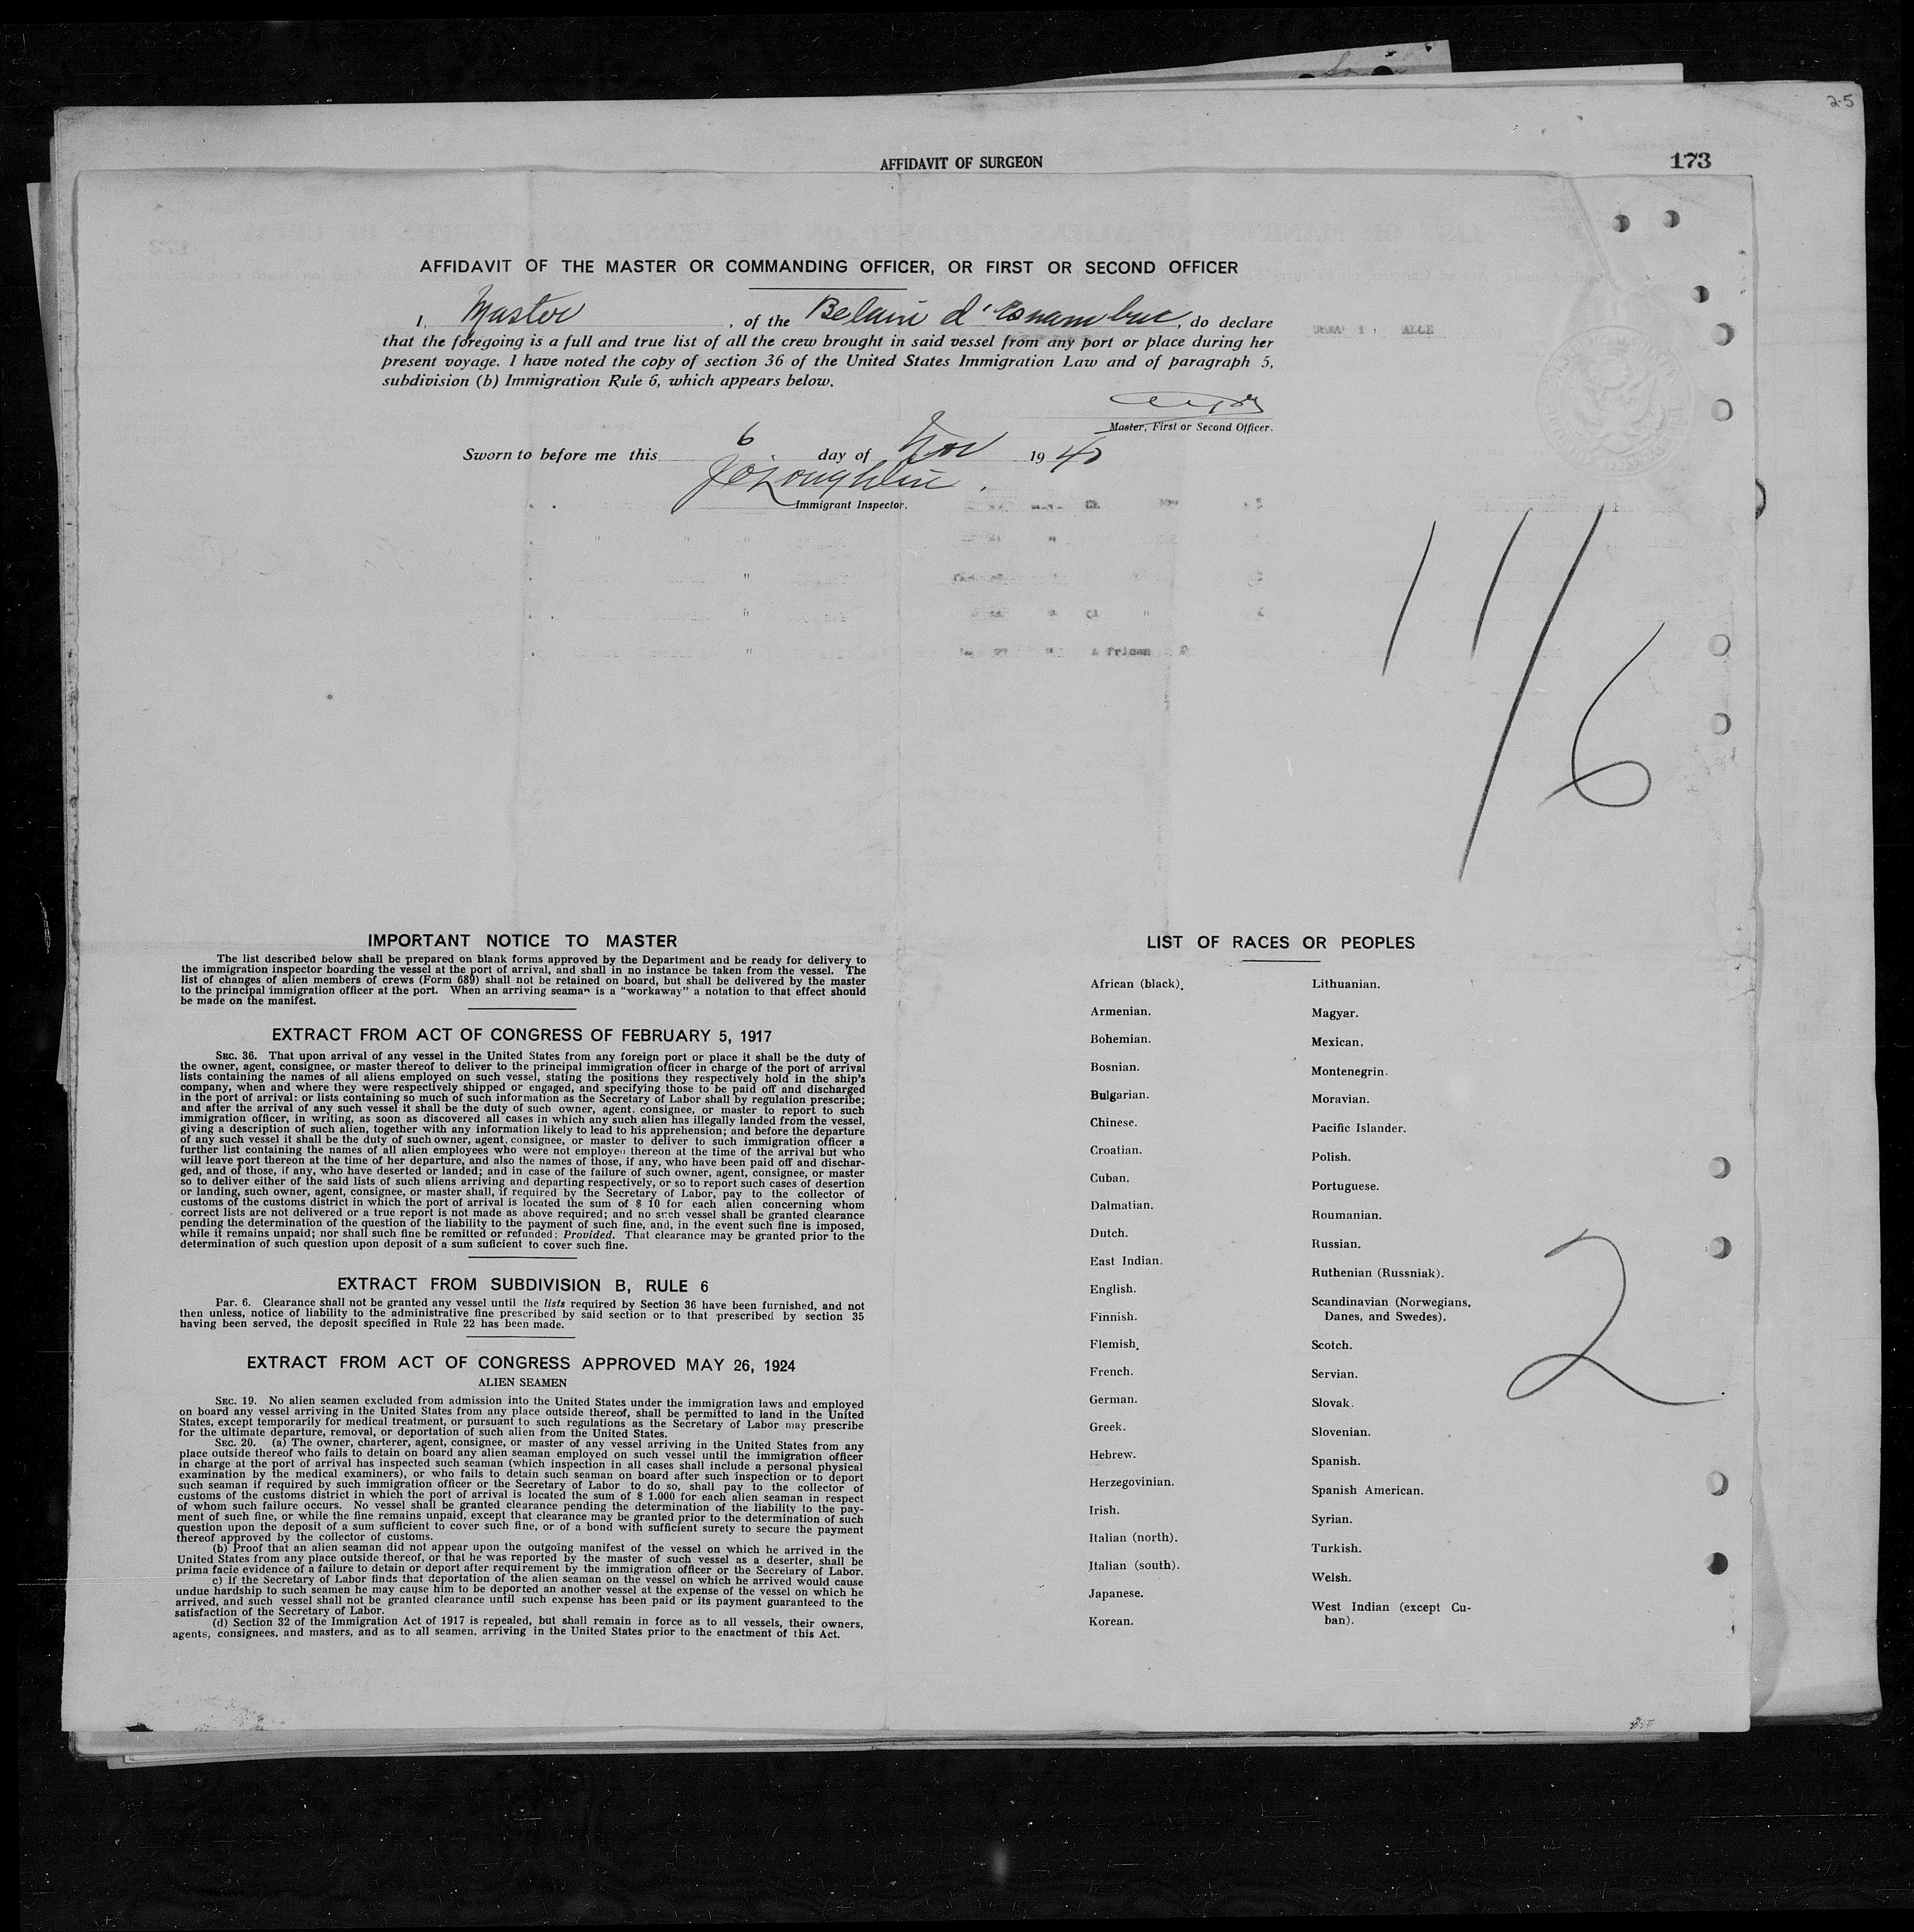 25
AFFIDAVIT OF SURGEON
173
AFFIDAVIT OF THE MASTER OR COMMANDING OFFICER, OR FIRST OR SECOND OFFICER
I, Master, of the Belain d'Esnambuc, do declare
that the foregoing is a full and true list of all the crew brought in said vessel from any port or place during her
present voyage. I have noted the copy of section 36 of the United States Immigration Law and of paragraph 5,
subdivision (b) Immigration Rule 6, which appears below.
Master, First or Second Officer.
Sworn to before me this 6 day of Nov 1940
J O'Loughlin
Immigrant Inspector.
11/6
IMPORTANT NOTICE TO MASTER
The list described below shall be prepared on blank forms approved by the Department and be ready for delivery to
the immigration inspector boarding the vessel at the port of arrival, and shall in no instance be taken from the vessel. The
list of changes of alien members of crews (Form 689) shall not be retained on board, but shall be delivered by the master
to the principal immigration officer at the port. When an arriving seaman is a "workaway" a notation to that effect should
be made on the manifest.
EXTRACT FROM ACT OF CONGRESS OF FEBRUARY 5, 1917
SEC. 36. That upon arrival of any vessel in the United States from any foreign port or place it shall be the duty of
the owner, agent, consignee, or master thereof to deliver to the principal immigration officer in charge of the port of arrival
lists containing the names of all aliens employed on such vessel, stating the positions they respectively hold in the ship's
company, when and where they were respectively shipped or engaged, and specifying those to be paid off and discharged
in the port of arrival: or lists containing so much of such information as the Secretary of Labor shall by regulation prescribe;
and after the arrival of any such vessel it shall be the duty of such owner, agent. consignee, or master to report to such
immigration officer, in writing, as soon as discovered all cases in which any such alien has illegally landed from the vessel,
giving a description of such alien, together with any information likely to lead to his apprehension; and before the departure
of any such vessel it shall be the duty of such owner, agent. consignee, or master to deliver to such immigration officer a
further list containing the names of all alien employees who were not employed thereon at the time of the arrival but who
will leave port thereon at the time of her departure, and also the names of those, if any, who have been paid off and dischar-
ged, and of those, if any, who have deserted or landed; and in case of the failure of such owner, agent, consignee, or master
so to deliver either of the said lists of such aliens arriving and departing respectively, or so to report such cases of desertion
or landing, such owner, agent, consignee, or master shall, if required by the Secretary of Labor, pay to the collector of
customs of the customs district in which the port of arrival is located the sum of $ 10 for each alien concerning whom
correct lists are not delivered or a true report is not made as above required; and no such vessel shall be granted clearance
pending the determination of the question of the liability to the payment of such fine, and, in the event such fine is imposed,
while it remains unpaid; nor shall such fine be remitted or refunded; Provided. That clearance may be granted prior to the
determination of such question upon deposit of a sum suficient to cover such fine.
EXTRACT FROM SUBDIVISION B, RULE 6
Par. 6. Clearance shall not be granted any vessel until the lists required by Section 36 have been furnished, and not
then unless, notice of liability to the administrative fine prescribed by said section or to that prescribed by section 35
having been served, the deposit specified in Rule 22 has been made.
EXTRACT FROM ACT OF CONGRESS APPROVED MAY 26, 1924
ALIEN SEAMEN
SEC. 19. No alien seamen excluded from admission into the United States under the immigration laws and employed
on board any vessel arriving in the United States from any place outside thereof, shall be permitted to land in the United
States, except temporarily for medical treatment, or pursuant to such regulations as the Secretary of Labor may prescribe
for the ultimate departure, removal, or deportation of such alien from the United States.
SEC. 20. (a) The owner, charterer, agent, consignee, or master of any vessel arriving in the United States from any
place outside thereof who fails to detain on board any alien seaman employed on such vessel until the immigration officer
in charge at the port of arrival has inspected such seaman (which inspection in all cases shall include a personal physical
examination by the medical examiners), or who fails to detain such seaman on board after such inspection or to deport
such seaman if required by such immigration officer or the Secretary of Labor to do so, shall pay to the collector of
customs of the customs district in which the port of arrival is located the sum of $ 1.000 for each alien seaman in respect
of whom such failure occurs. No vessel shall be granted clearance pending the determination of the liability to the pay-
ment of such fine, or while the fine remains unpaid, except that clearance may be granted prior to the determination of such
question upon the deposit of a sum sufficient to cover such fine, or of a bond with sufficient surety to secure the payment
thereof approved by the collector of customs.
(b) Proof that an alien seaman did not appear upon the outgoing manifest of the vessel on which he arrived in the
United States from any place outside thereof, or that he was reported by the master of such vessel as a deserter, shall be
prima facie evidence of a failure to detain or deport after requirement by the immigration officer or the Secretary of Labor.
c) If the Secretary of Labor finds that deportation of the alien seaman on the vessel on which he arrived would cause
undue hardship to such seamen he may cause him to be deported an another vessel at the expense of the vessel on which he
arrived, and such vessel shall not be granted clearance until such expense has been paid or its payment guaranteed to the
satisfaction of the Secretary of Labor.
(d) Section 32 of the Immigration Act of 1917 is repealed, but shall remain in force as to all vessels, their owners,
agents, consignees, and masters, and as to all seamen. arriving in the United States prior to the enactment of this Act.
LIST OF RACES OR PEOPLES
African (black).
Armenian.
Bohemian.
Bosnian.
Bulgarian.
Chinese.
Croatian.
Cuban.
Dalmatian.
Dutch.
East Indian.
English.
Finnish.
Flemish.
French.
German.
Greek.
Hebrew.
Herzegovinian.
Irish.
Italian (north).
Italian (south).
Japanese.
Korean.
Lithuanian.
Magyar.
Mexican.
Montenegrin.
Moravian.
Pacific Islander.
Polish.
Portuguese.
Roumanian.
Russian.
Ruthenian (Russniak).
Scandinavian (Norwegians,
Danes, and Swedes).
Scotch.
Servian.
Slovak.
Slovenian.
Spanish.
Spanish American.
Syrian.
Turkish.
Welsh.
West Indian (except Cu-
ban).
2